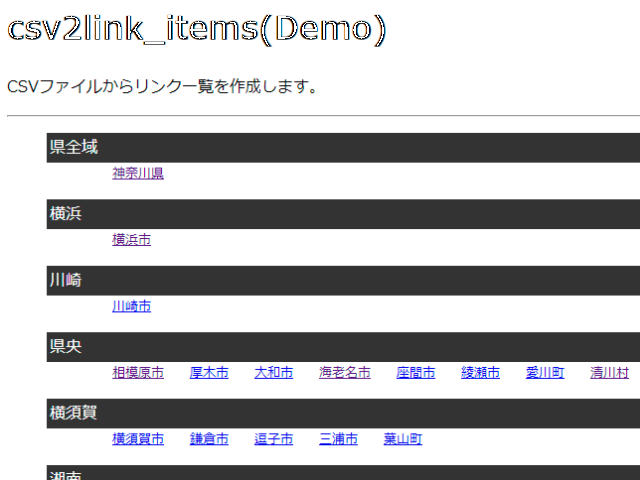 csv2link_items(Demo)
CSVファイルからリンク一覧を作成します。
県全域
神奈川県
横浜
横浜市
川崎
川崎市
県央
相模原市 厚木市 大和市 海老名市 座間市 綾瀬市 愛川町 清川村
横須賀
横須賀市 鎌倉市 逗子市 三浦市 葉山町
湘南